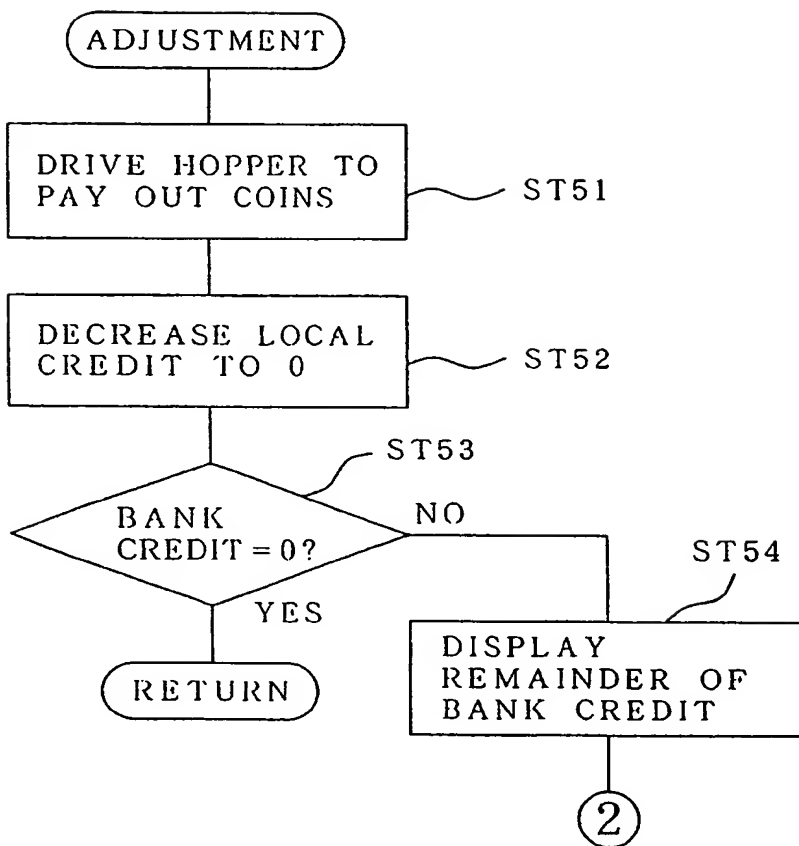 ADJUSTMENT
DRIVE HOPPER TO
PAY OUT COINS
ST51
DECREASE LOCAL
CREDIT TO 0
ST52
ST53
BANK
CREDIT = 0?
NO
YES
ST54
RETURN
DISPLAY
REMAINDER OF
BANK CREDIT
2